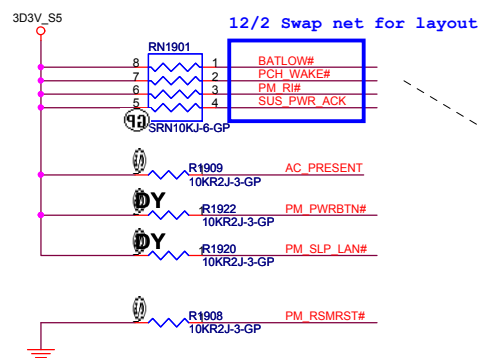 3D3V_S5
12/2 Swap net for layout
RN1901
8 1 BATLOW#
7 2 PCH_WAKE#
6 3 PM_RI#
5 4 SUS_PWR_ACK
SRN10KJ-6-GP
R1909 AC_PRESENT
10KR2J-3-GP
DY 1 R1922 PM_PWRBTN#
10KR2J-3-GP
DY 1 R1920 PM_SLP_LAN#
10KR2J-3-GP
R1908 PM_RSMRST#
10KR2J-3-GP